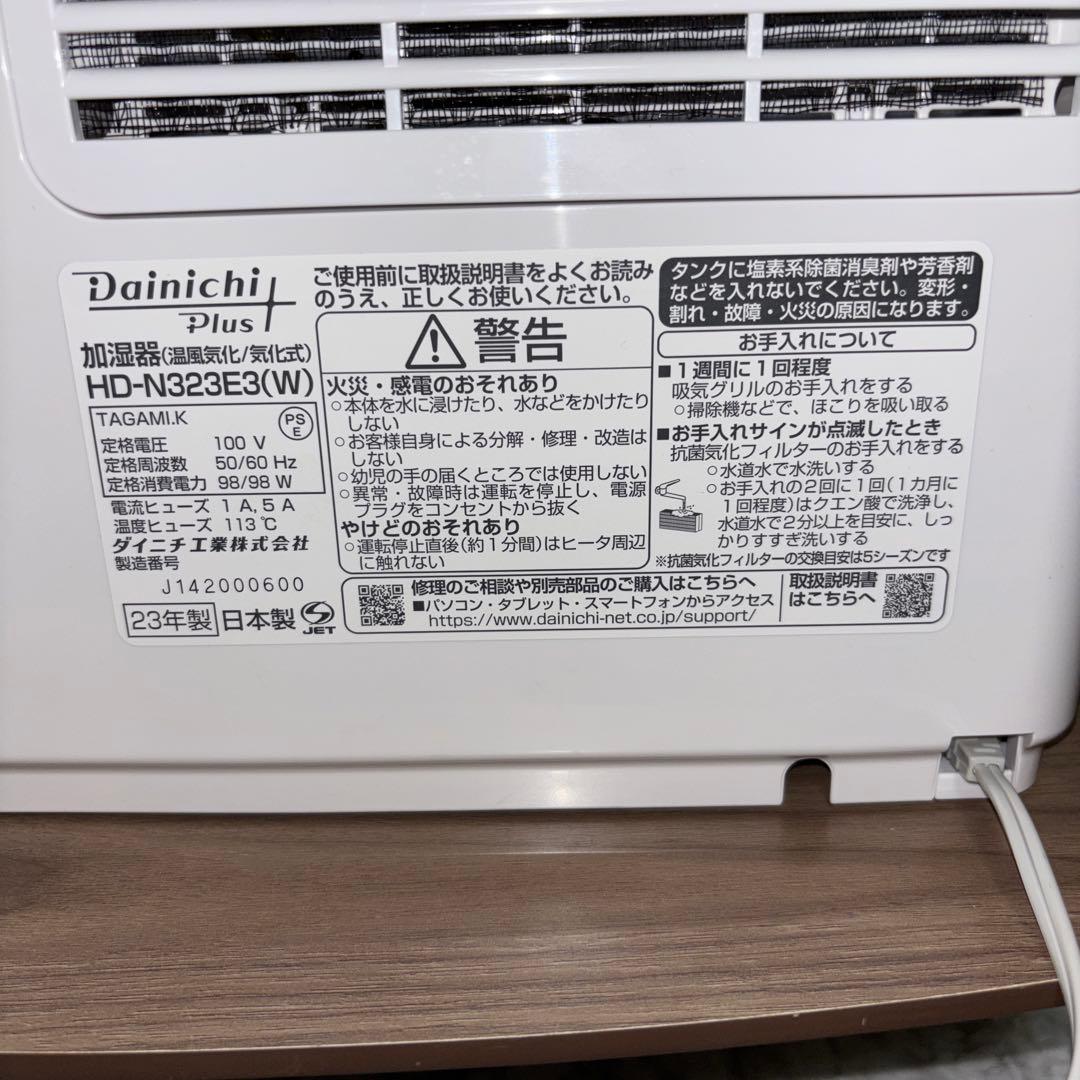 Dainichi
Plus
加湿器(温風気化/気化式)
HD-N323E3(W)
TAGAMI.K
PS
E
定格電圧 100 V
定格周波数 50/60 Hz
定格消費電力 98/98 W
電流ヒューズ 1A, 5A
温度ヒューズ 113℃
ダイニチ工業株式会社
製造番号
J142000600
23年製 日本製 JET
ご使用前に取扱説明書をよくお読み
のうえ、正しくお使いください。
警告
火災・感電のおそれあり
○本体を水に浸けたり、水などをかけたり
しない
○お客様自身による分解・修理・改造は
しない
○幼児の手の届くところでは使用しない
○異常・故障時は運転を停止し、電源
プラグをコンセントから抜く
やけどのおそれあり
○運転停止直後(約1分間)はヒータ周辺
に触れない
タンクに塩素系除菌消臭剤や芳香剤
などを入れないでください。変形・
割れ・故障・火災の原因になります。
お手入れについて
■1週間に1回程度
吸気グリルのお手入れをする
○掃除機などで、ほこりを吸い取る
■お手入れサインが点滅したとき
抗菌気化フィルターのお手入れをする
○水道水で水洗いする
○お手入れの2回に1回(1カ月に
1回程度)はクエン酸で洗浄し、
水道水で2分以上を目安に、しっ
かりすすぎ洗いする
※抗菌気化フィルターの交換目安は5シーズンです
修理のご相談や別売部品のご購入はこちらへ
■パソコン・タブレット・スマートフォンからアクセス
https://www.dainichi-net.co.jp/support/
取扱説明書
はこちらへ